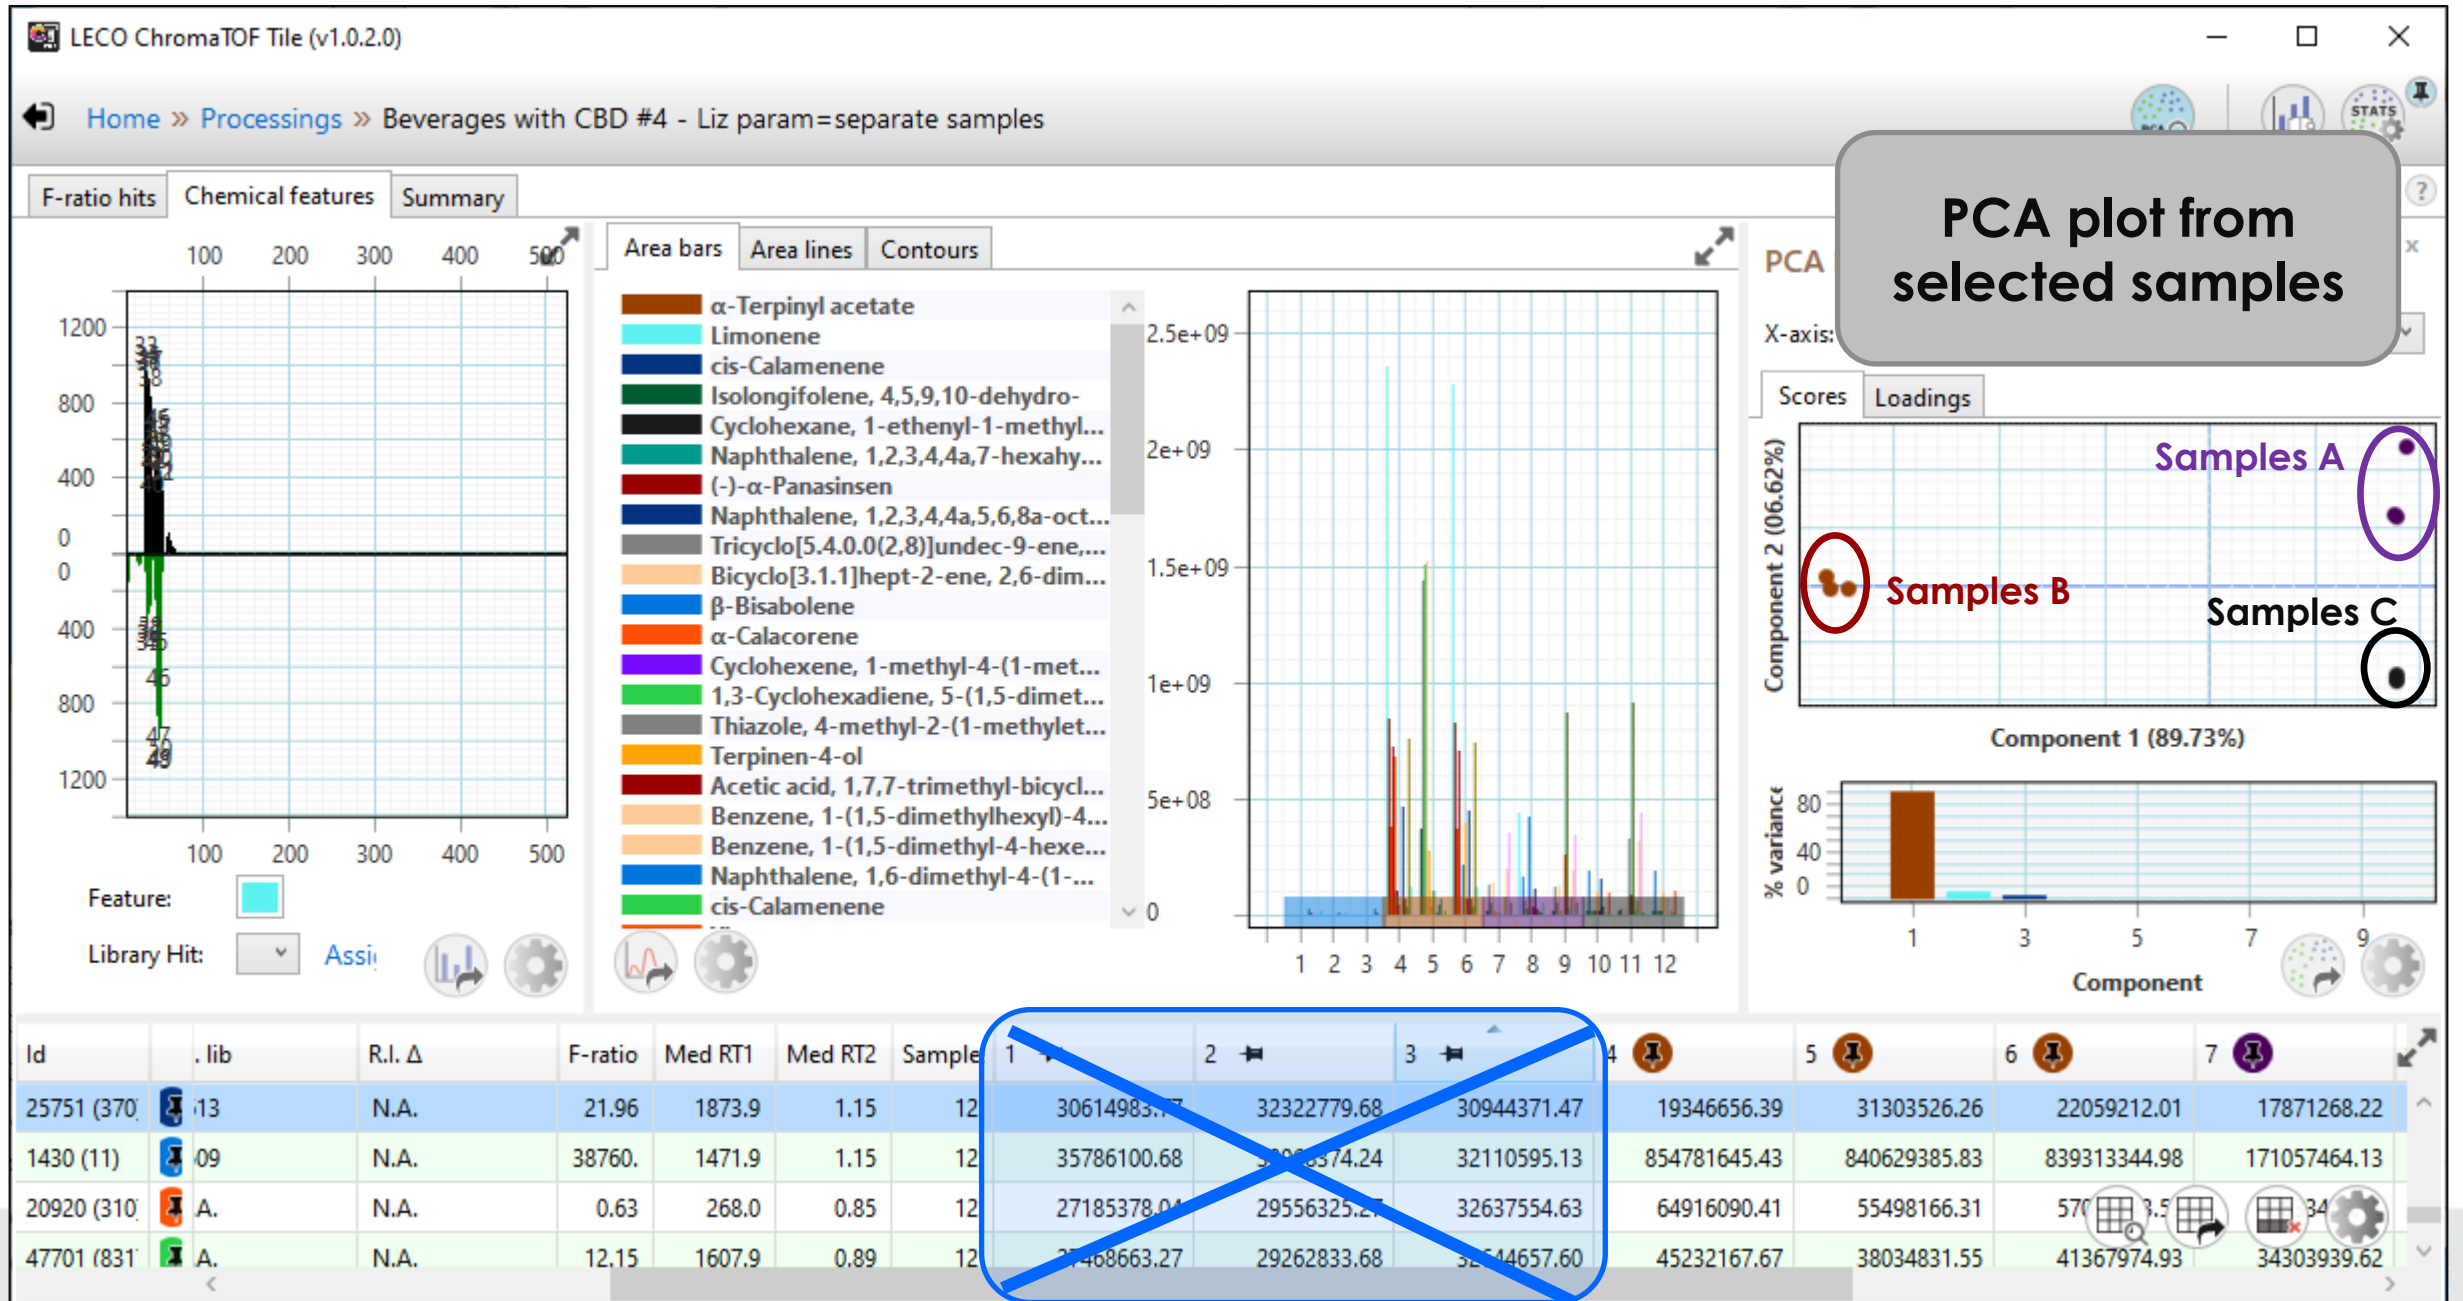 LECO ChromaTOF Tile (v1.0.2.0)
Home » Processings » Beverages with CBD #4 - Liz param=separate samples
STATS
F-ratio hits Chemical features Summary
PCA plot from
selected samples
100 200 300 400 500
1200
800
400
0
0
400
800
1200
100 200 300 400 500
Feature:
Library Hit:
Area bars Area lines Contours
α-Terpinyl acetate
Limonene
cis-Calamenene
Isolongifolene, 4,5,9,10-dehydro-
Cyclohexane, 1-ethenyl-1-methyl...
Naphthalene, 1,2,3,4,4a,7-hexahy...
(-)-α-Panasinsen
Naphthalene, 1,2,3,4,4a,5,6,8a-oct...
Tricyclo[5.4.0.0(2,8)]undec-9-ene,...
Bicyclo[3.1.1]hept-2-ene, 2,6-dim...
β-Bisabolene
α-Calacorene
Cyclohexene, 1-methyl-4-(1-met...
1,3-Cyclohexadiene, 5-(1,5-dimet...
Thiazole, 4-methyl-2-(1-methylet...
Terpinen-4-ol
Acetic acid, 1,7,7-trimethyl-bicycl...
Benzene, 1-(1,5-dimethylhexyl)-4...
Benzene, 1-(1,5-dimethyl-4-hexe...
Naphthalene, 1,6-dimethyl-4-(1-...
cis-Calamenene
2.5e+09
2e+09
1.5e+09
1e+09
5e+08
0
1 2 3 4 5 6 7 8 9 10 11 12
PCA
X-axis:
Scores Loadings
Component 2 (06.62%)
Samples A
Samples B
Samples C
Component 1 (89.73%)
% variance
80
40
0
1 3 5 7 9
Component
Id . lib R.I. Δ F-ratio Med RT1 Med RT2 Sample 1 2 3 4 5 6 7
25751 (370) 13 N.A. 21.96 1873.9 1.15 12 30614983.77 32322779.68 30944371.47 19346656.39 31303526.26 22059212.01 17871268.22
1430 (11) 09 N.A. 38760. 1471.9 1.15 12 35786100.68 32110595.13 854781645.43 840629385.83 839313344.98 171057464.13
20920 (310) A. N.A. 0.63 268.0 0.85 12 27185378.04 29556325.27 32637554.63 64916090.41 55498166.31
47701 (831 A. N.A. 12.15 1607.9 0.89 12 29262833.68 45232167.67 38034831.55 41367974.93 34303939.62